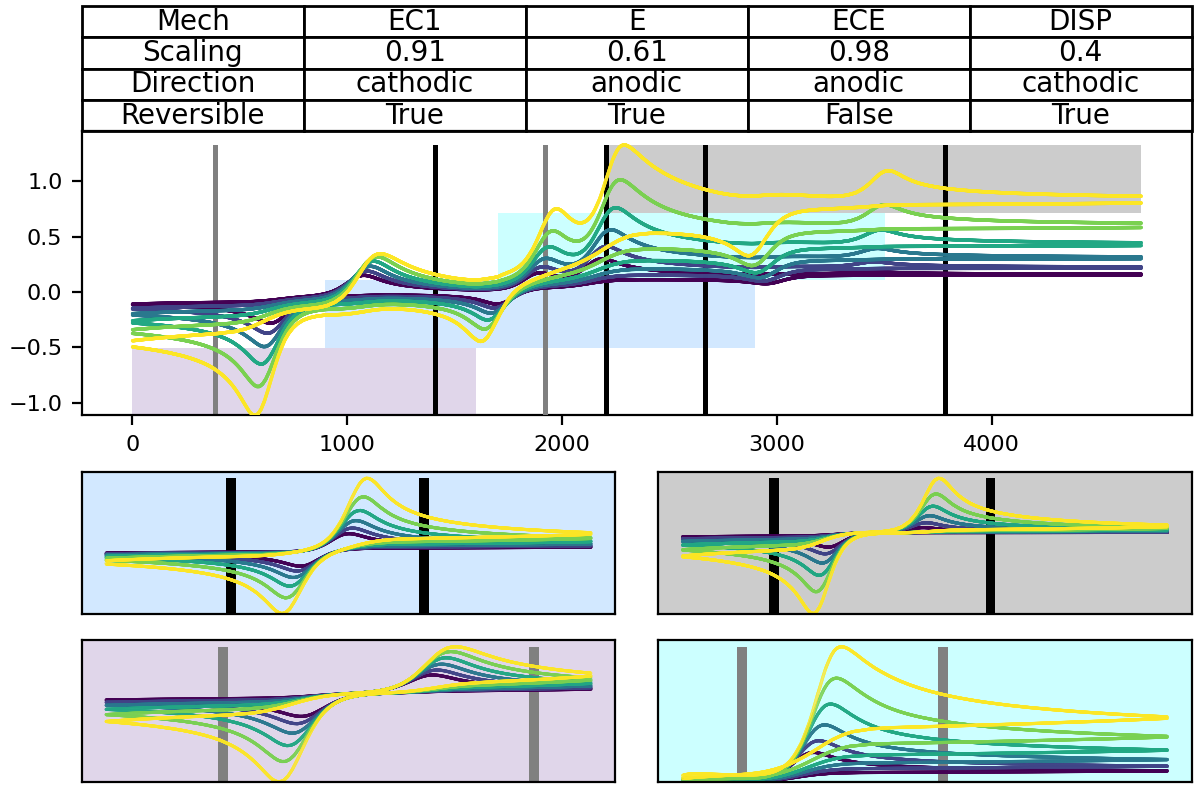 Mech EC1 E ECE DISP
Scaling 0.91 0.61 0.98 0.4
Direction cathodic anodic anodic cathodic
Reversible True True False True
1.0
0.5
0.0
−0.5
−1.0
0 1000 2000 3000 4000